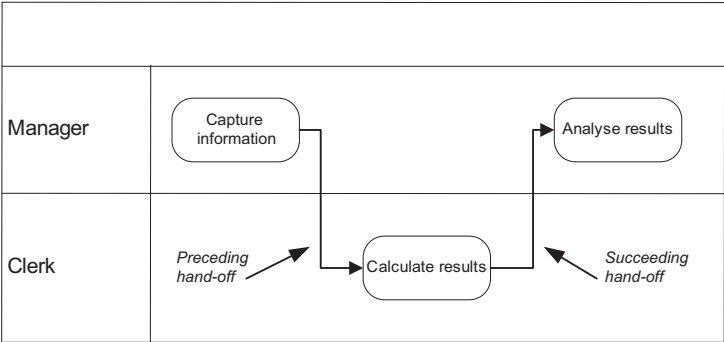 Manager
Capture
information
Analyse results
Clerk
Preceding
hand-off
Calculate results
Succeeding
hand-off